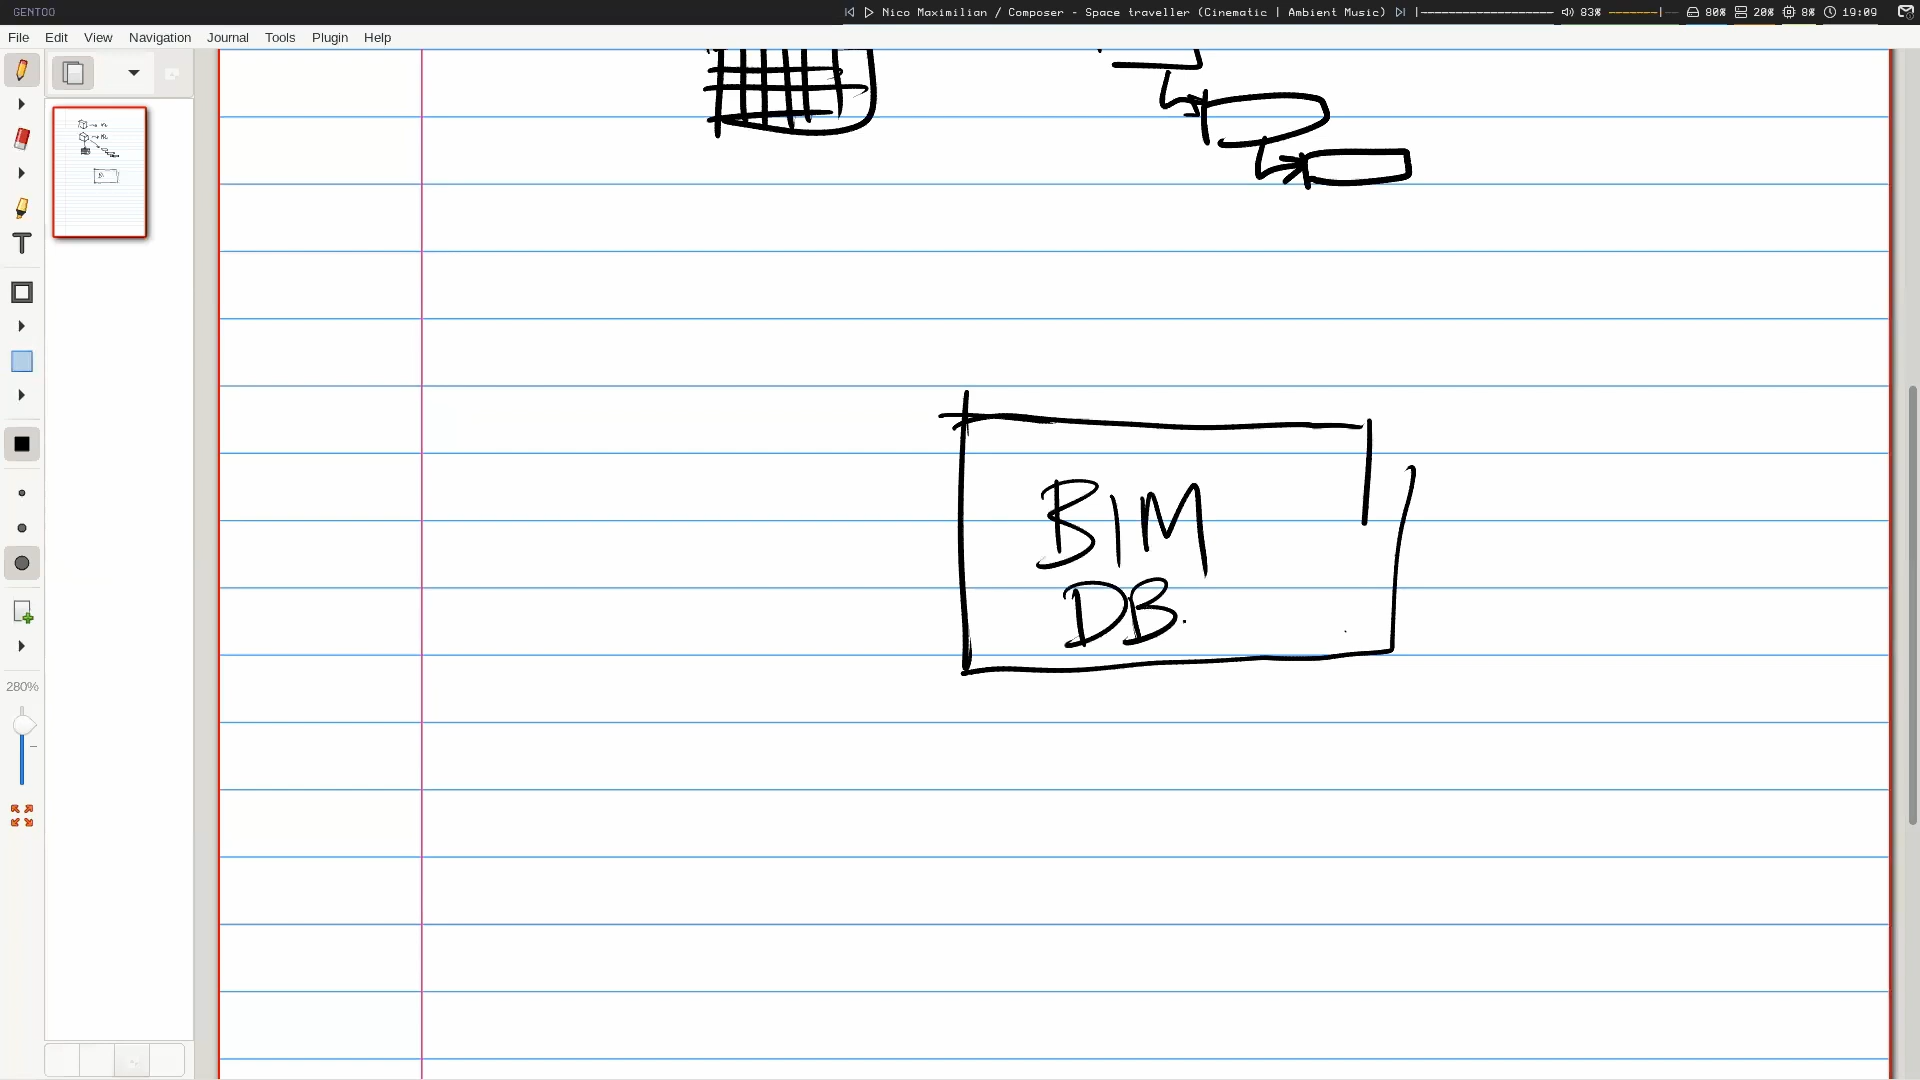 GENTOO
Nico Maximilian / Composer - Space traveller (Cinematic | Ambient Music)
83%
80%
20%
8%
19:09
File Edit View Navigation Journal Tools Plugin Help
BIM
DB.
280%